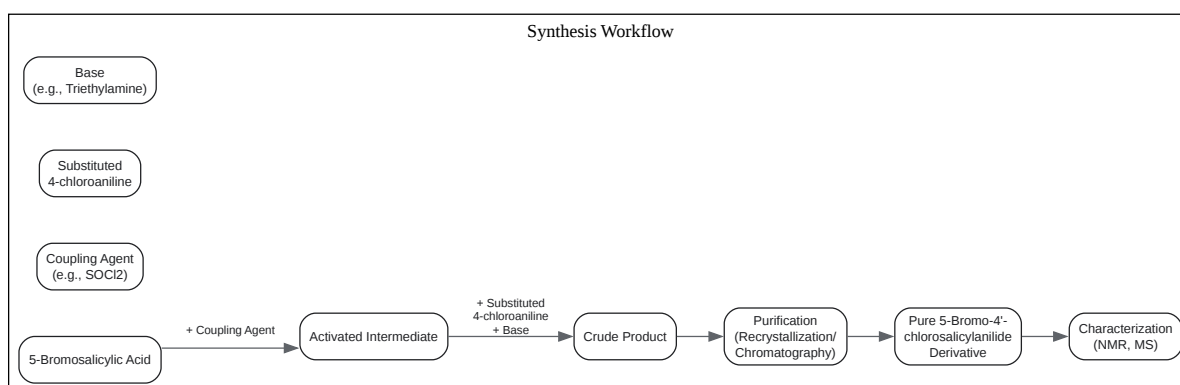 Synthesis Workflow
Base
(e.g., Triethylamine)
Substituted
4-chloroaniline
Coupling Agent
(e.g., SOCl2)
5-Bromosalicylic Acid
+ Coupling Agent
Activated Intermediate
+ Substituted
4-chloroaniline
+ Base
Crude Product
Purification
(Recrystallization/
Chromatography)
Pure 5-Bromo-4'-
chlorosalicylanilide
Derivative
Characterization
(NMR, MS)